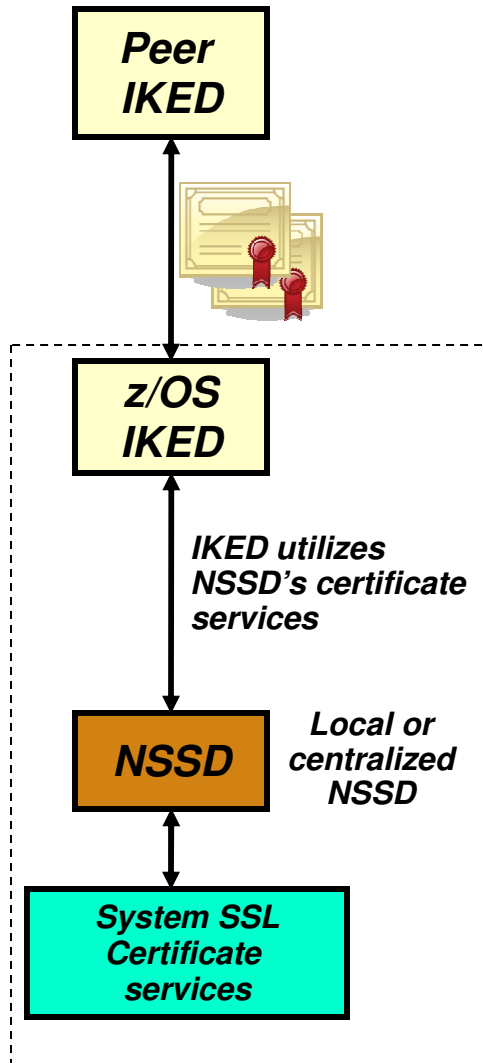 Peer
IKED
z/OS
IKED
IKED utilizes
NSSD's certificate
services
NSSD
Local or
centralized
NSSD
System SSL
Certificate
services